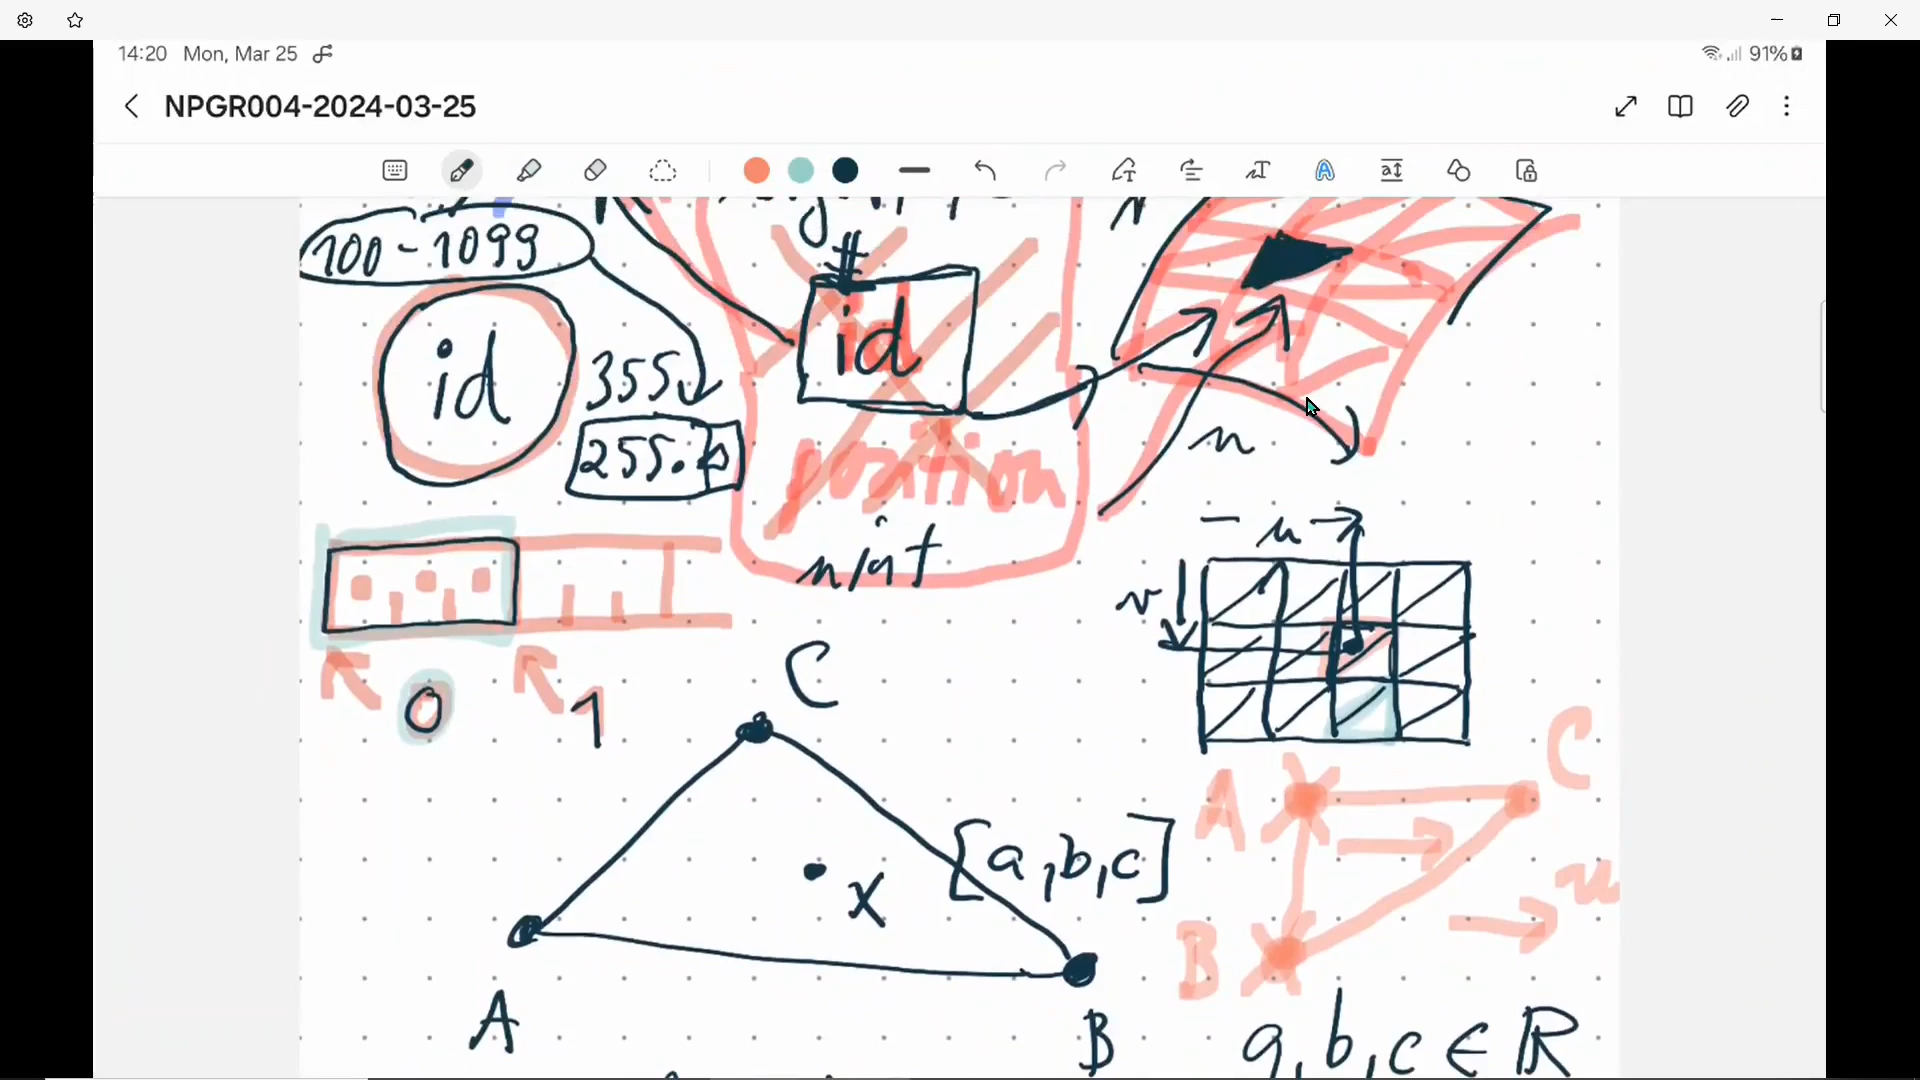 14:20 Mon, Mar 25
91%
NPGR004-2024-03-25
100 - 1099
#
id
id
355
255.
position
u
u
v
0
1
C
A
C
[a,b,c]
X
u
B
A
B
a,b,c ∈ ℝ